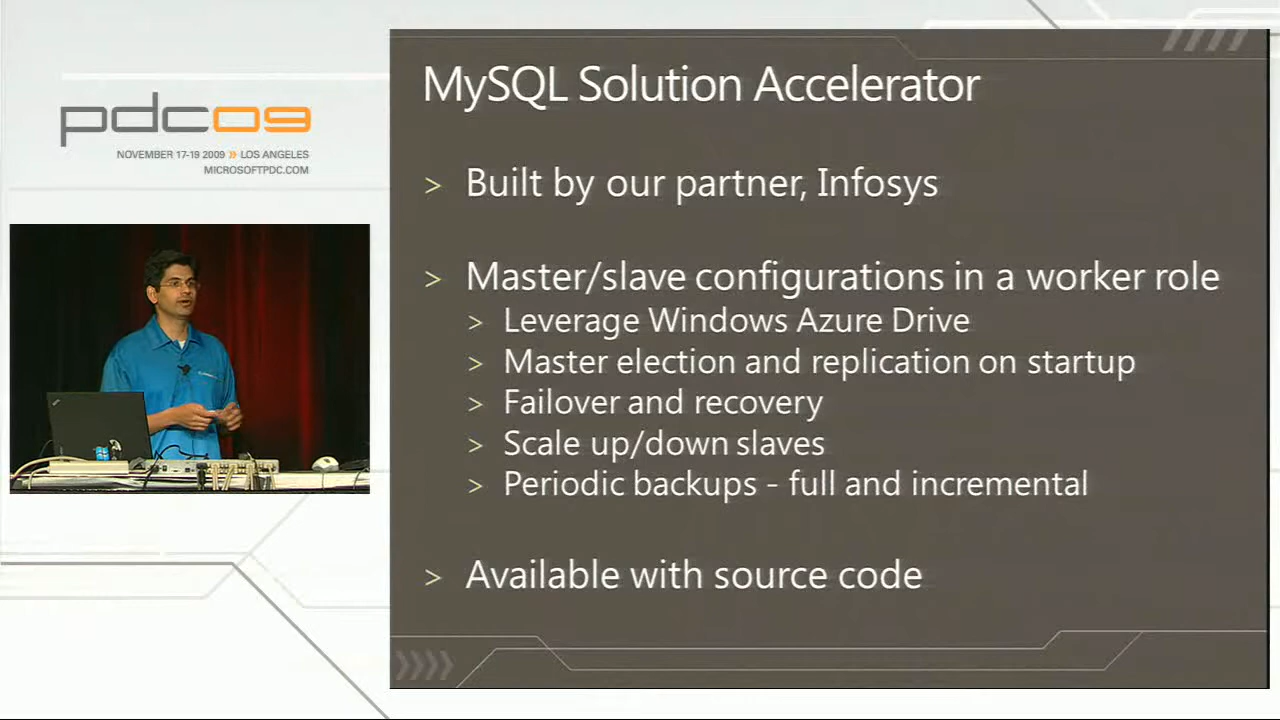 pdc09
NOVEMBER 17-19 2009 » LOS ANGELES
MICROSOFTPDC.COM
MySQL Solution Accelerator
> Built by our partner, Infosys
> Master/slave configurations in a worker role
> Leverage Windows Azure Drive
> Master election and replication on startup
> Failover and recovery
> Scale up/down slaves
> Periodic backups - full and incremental
> Available with source code